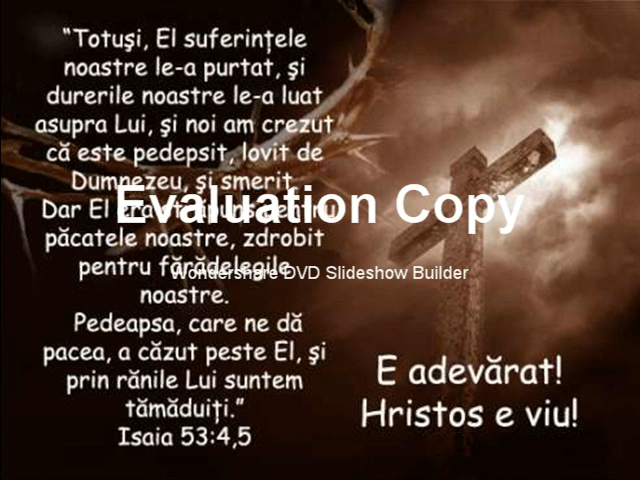 “Totuşi, El suferinţele
noastre le-a purtat, şi
durerile noastre le-a luat
asupra Lui, şi noi am crezut
că este pedepsit, lovit de
Dumnezeu, şi smerit.
Dar El era străpuns pentru
păcatele noastre, zdrobit
pentru fărădelegile
noastre.
Pedeapsa, care ne dă
pacea, a căzut peste El, şi
prin rănile Lui suntem
tămăduiţi.”
Isaia 53:4,5
Evaluation Copy
Wondershare DVD Slideshow Builder
E adevărat!
Hristos e viu!